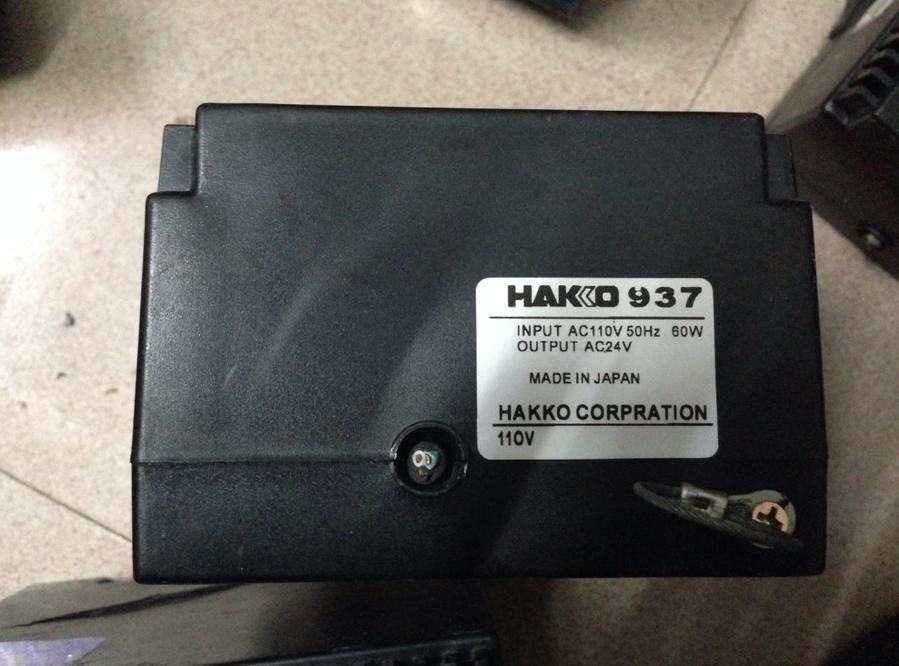 HAKKO 937
INPUT AC110V 50Hz 60W
OUTPUT AC24V
MADE IN JAPAN
HAKKO CORPRATION
110V